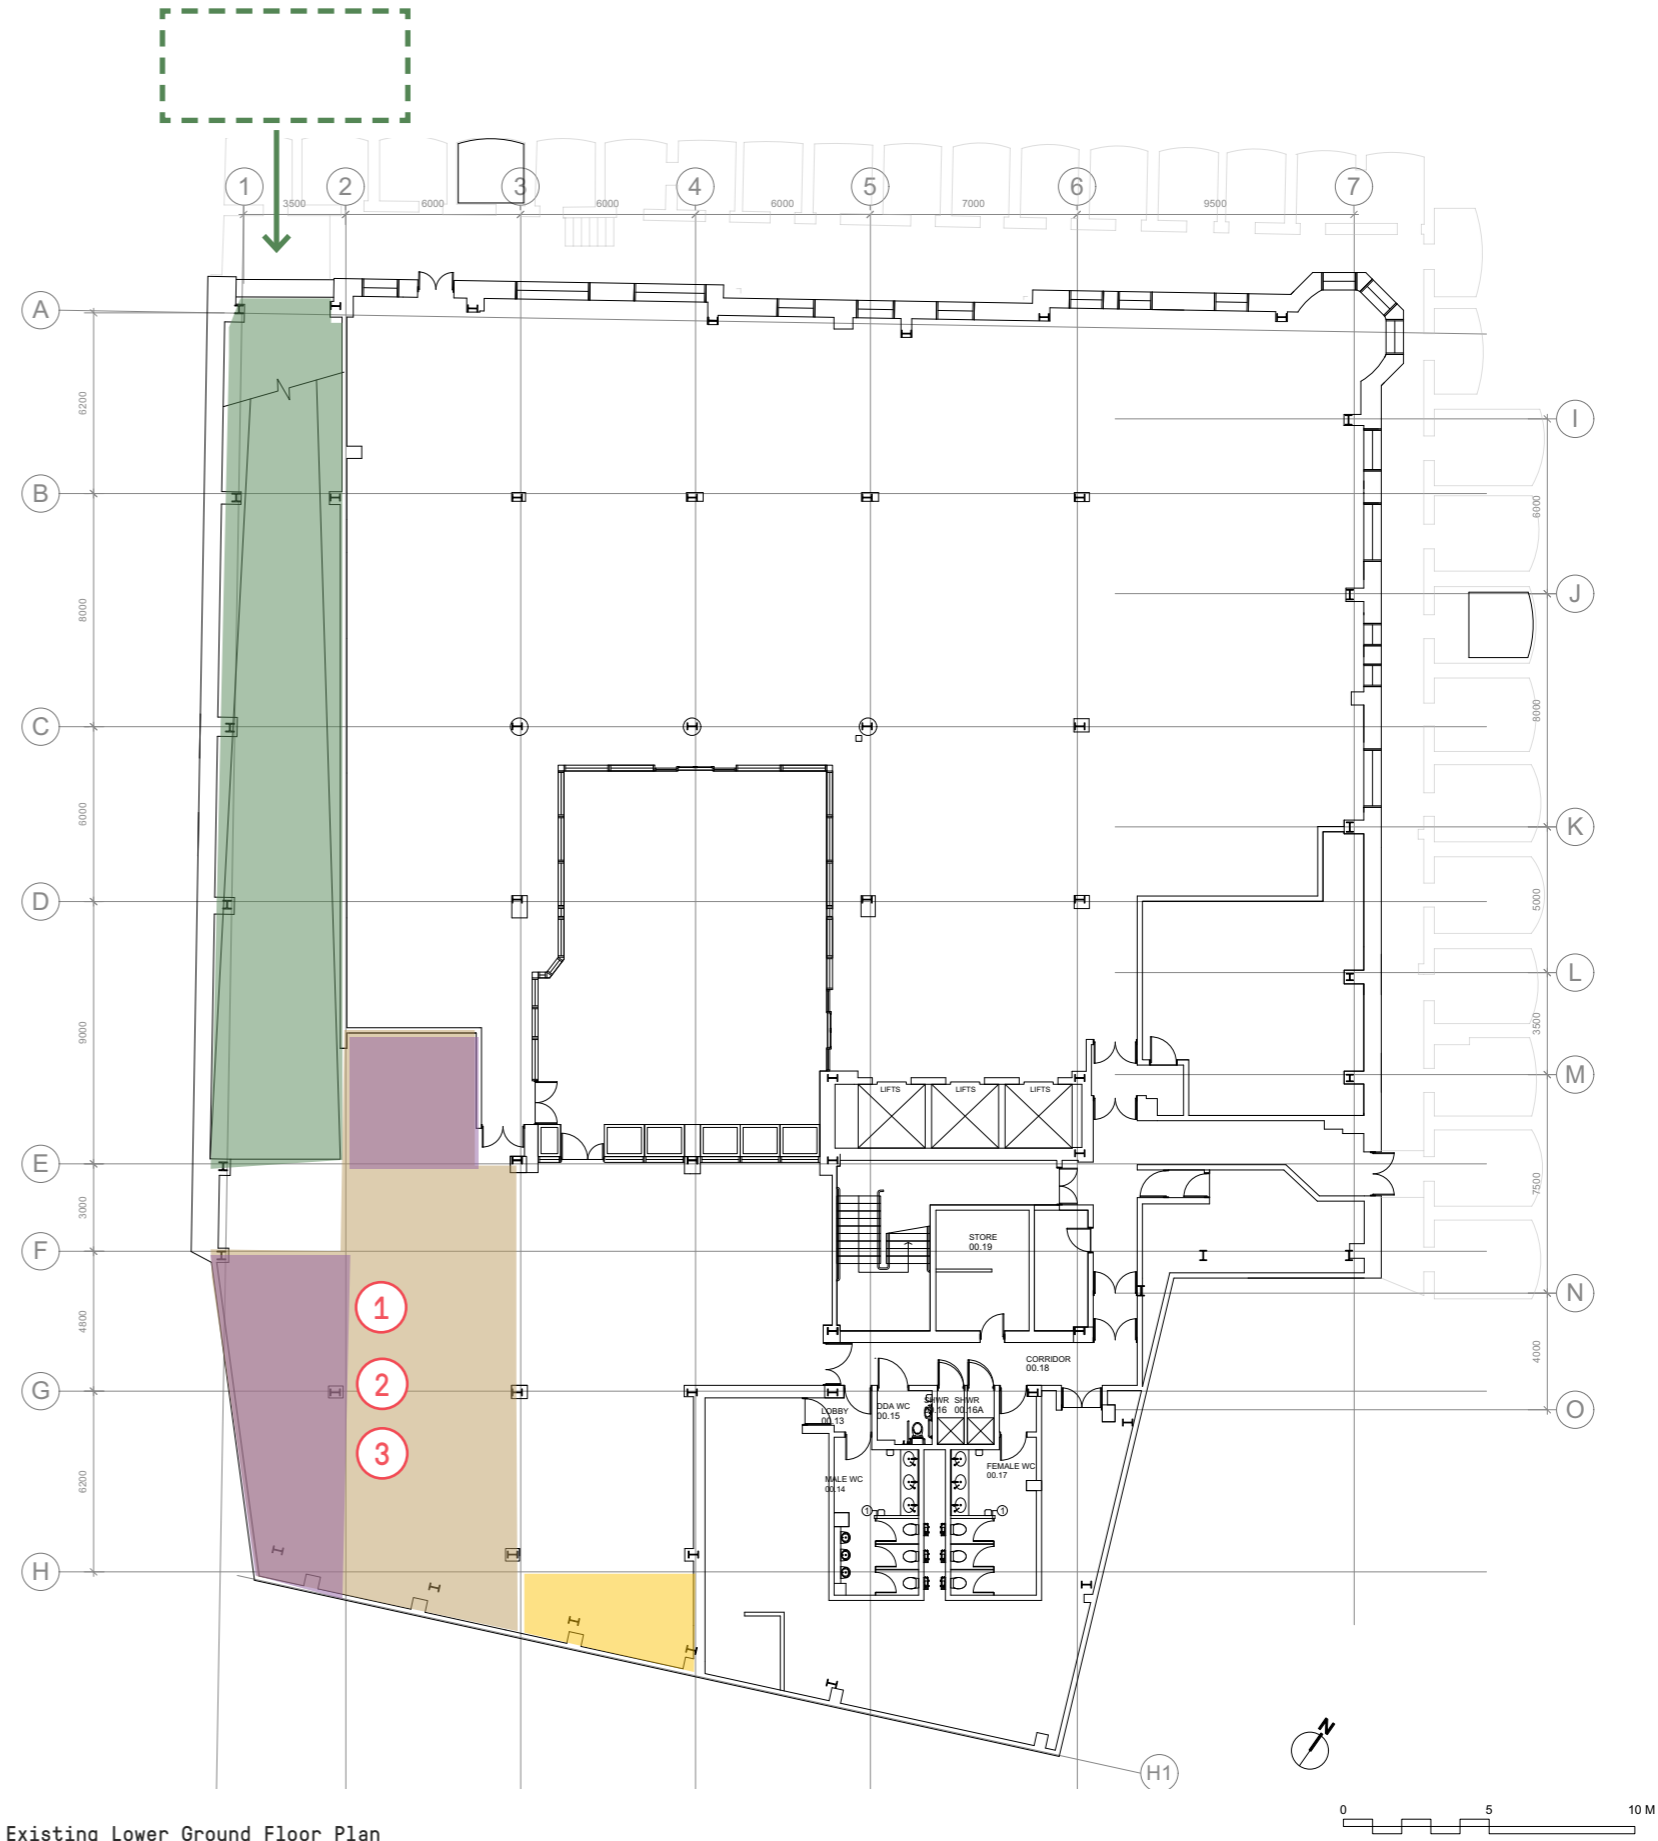 1 2 3 4 5 6 7
3500 6000 6000 6000 7000 9500
A
6200
I
B
6000
J
8000
C
8000
6000
K
D
5000
L
9000
3500
M
LIFTS LIFTS LIFTS
E
7500
3000
STORE
00.19
F
N
1
4800
4000
CORRIDOR
00.18
2
G
O
LOBBY
00.13
DDA WC
00.15
SHWR
00.16
SHWR
00.16A
3
6200
MALE WC
00.14
FEMALE WC
00.17
1 1
H
N
H1
0 5 10 M
Existing Lower Ground Floor Plan